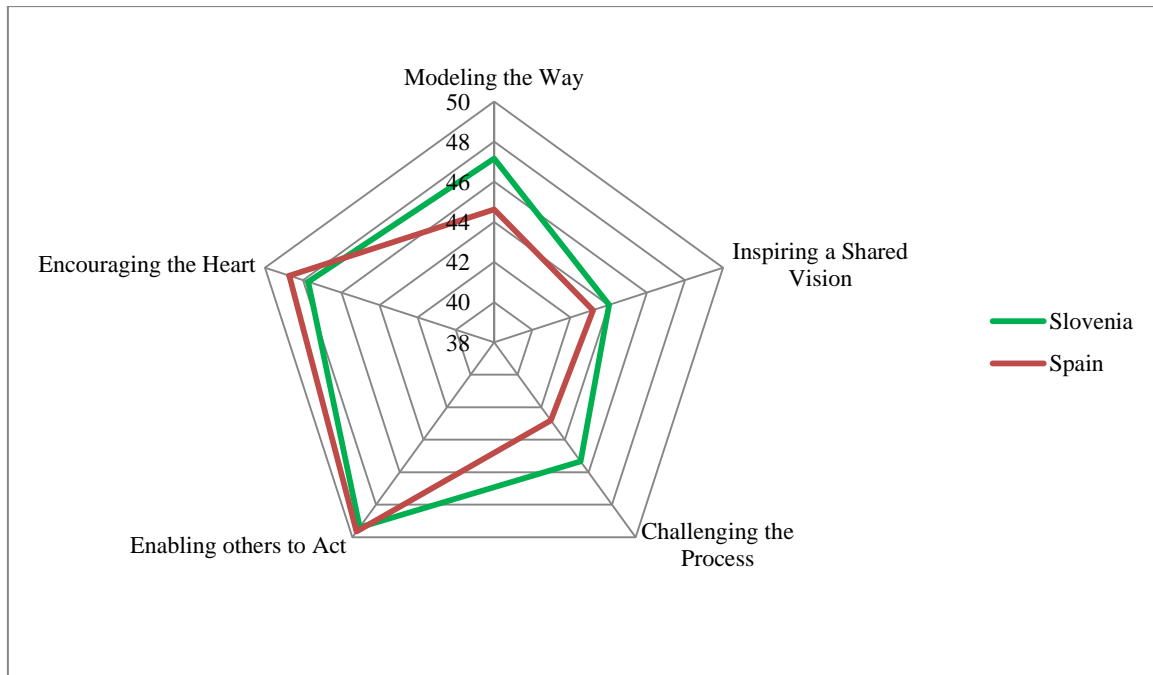 Modeling the Way
50
48
46
44
42
40
38
Inspiring a Shared
Vision
Challenging the
Process
Enabling others to Act
Encouraging the Heart
Slovenia
Spain